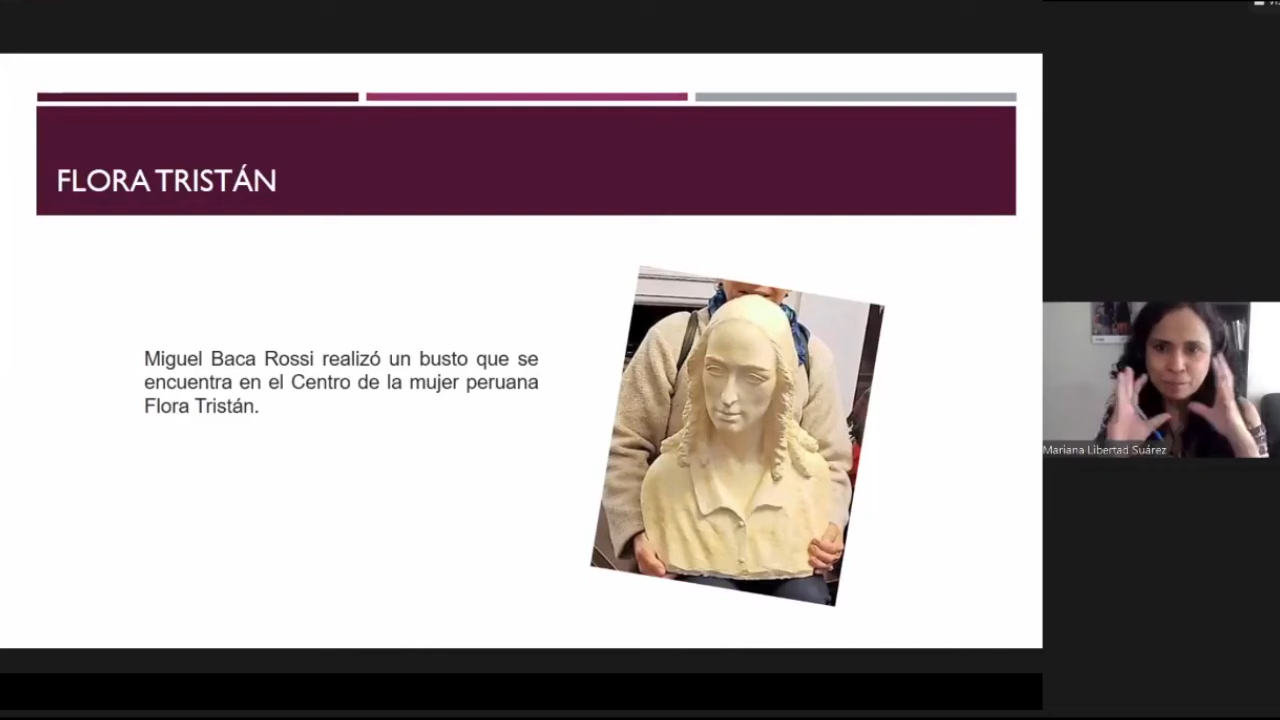 FLORA TRISTÁN
Miguel Baca Rossi realizó un busto que se
encuentra en el Centro de la mujer peruana
Flora Tristán.
Mariana Libertad Suárez